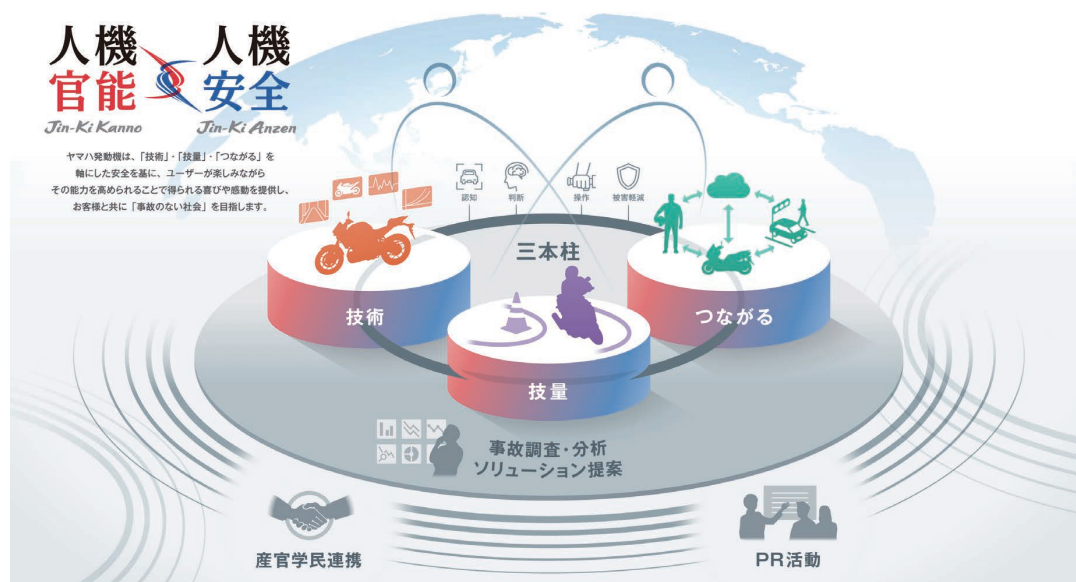 人機 人機
官能 安全
Jin-Ki Kanno Jin-Ki Anzen
ヤマハ発動機は、「技術」・「技量」・「つながる」を
軸にした安全を基に、ユーザーが楽しみながら
その能力を高められることで得られる喜びや感動を提供し、
お客様と共に「事故のない社会」を目指します。
認知 判断 操作 被害軽減
三本柱
技術
つながる
技量
事故調査・分析
ソリューション提案
産官学民連携
PR活動